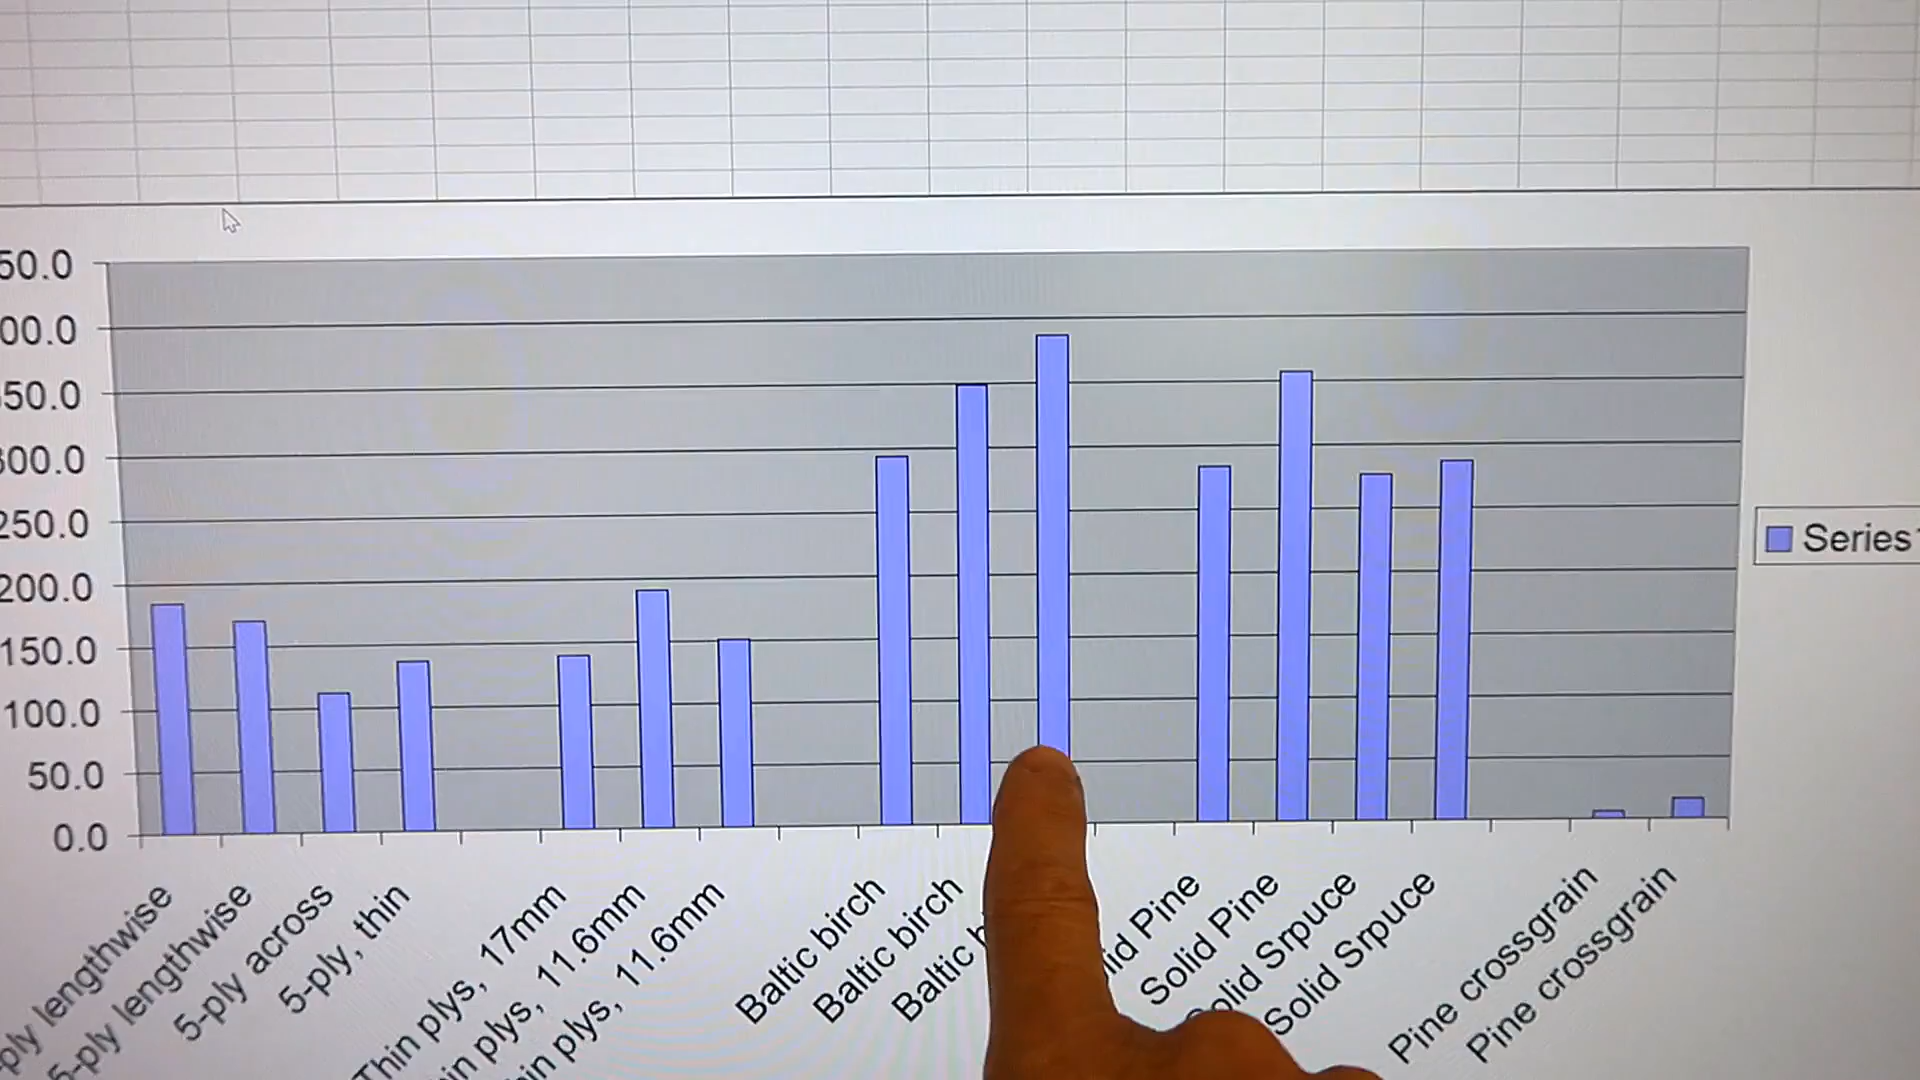 50.0
00.0
50.0
300.0
250.0
200.0
150.0
100.0
50.0
0.0
Series1
ply lengthwise
5-ply lengthwise
5-ply across
5-ply, thin
Thin plys, 17mm
in plys, 11.6mm
in plys, 11.6mm
Baltic birch
Baltic birch
Baltic b
lid Pine
Solid Pine
Solid Srpuce
Solid Srpuce
Pine crossgrain
Pine crossgrain